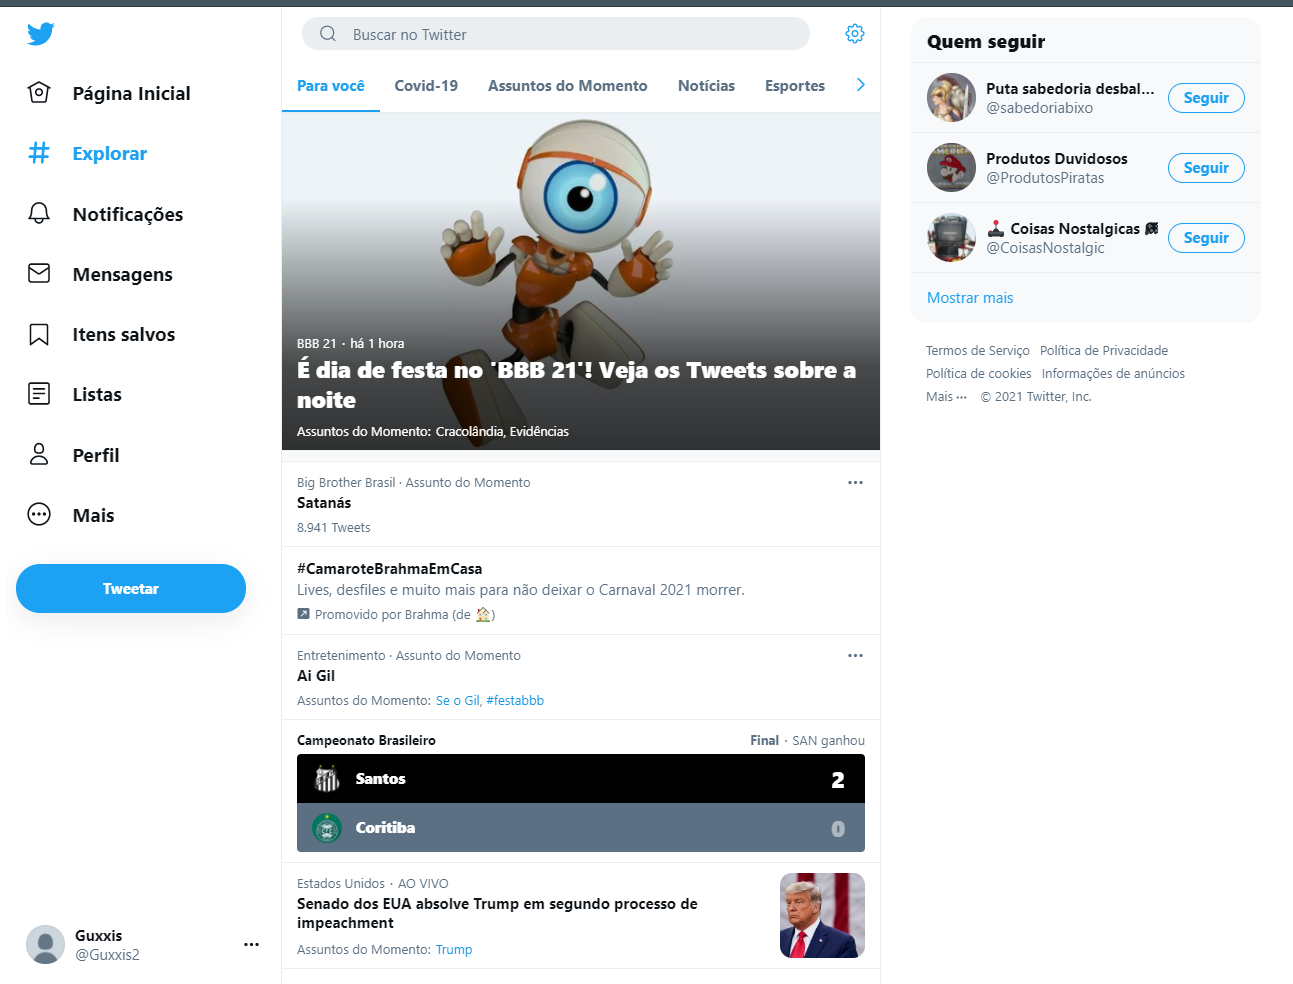 Página Inicial
Explorar
Notificações
Mensagens
Itens salvos
Listas
Perfil
Mais
Tweetar
Guxxis
@Guxxis2
Buscar no Twitter
Para você
Covid-19
Assuntos do Momento
Notícias
Esportes
BBB 21 · há 1 hora
É dia de festa no 'BBB 21'! Veja os Tweets sobre a
noite
Assuntos do Momento: Cracolândia, Evidências
Big Brother Brasil · Assunto do Momento
Satanás
8.941 Tweets
#CamaroteBrahmaEmCasa
Lives, desfiles e muito mais para não deixar o Carnaval 2021 morrer.
Promovido por Brahma (de 🏠)
Entretenimento · Assunto do Momento
Ai Gil
Assuntos do Momento: Se o Gil, #festabbb
Campeonato Brasileiro
Final · SAN ganhou
Santos 2
Coritiba 0
Estados Unidos · AO VIVO
Senado dos EUA absolve Trump em segundo processo de
impeachment
Assuntos do Momento: Trump
Quem seguir
Puta sabedoria desbal...
@sabedoriabixo
Seguir
Produtos Duvidosos
@ProdutosPiratas
Seguir
🕹️ Coisas Nostalgicas
@CoisasNostalgic
Seguir
Mostrar mais
Termos de Serviço Política de Privacidade
Política de cookies Informações de anúncios
Mais ··· © 2021 Twitter, Inc.